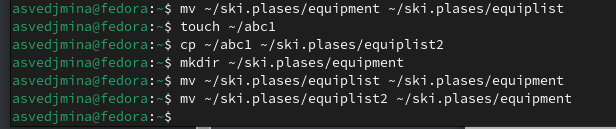 asvedjmina@fedora:~$ mv ~/ski.plases/equipment ~/ski.plases/equiplist
asvedjmina@fedora:~$ touch ~/abc1
asvedjmina@fedora:~$ cp ~/abc1 ~/ski.plases/equiplist2
asvedjmina@fedora:~$ mkdir ~/ski.plases/equipment
asvedjmina@fedora:~$ mv ~/ski.plases/equiplist ~/ski.plases/equipment
asvedjmina@fedora:~$ mv ~/ski.plases/equiplist2 ~/ski.plases/equipment
asvedjmina@fedora:~$